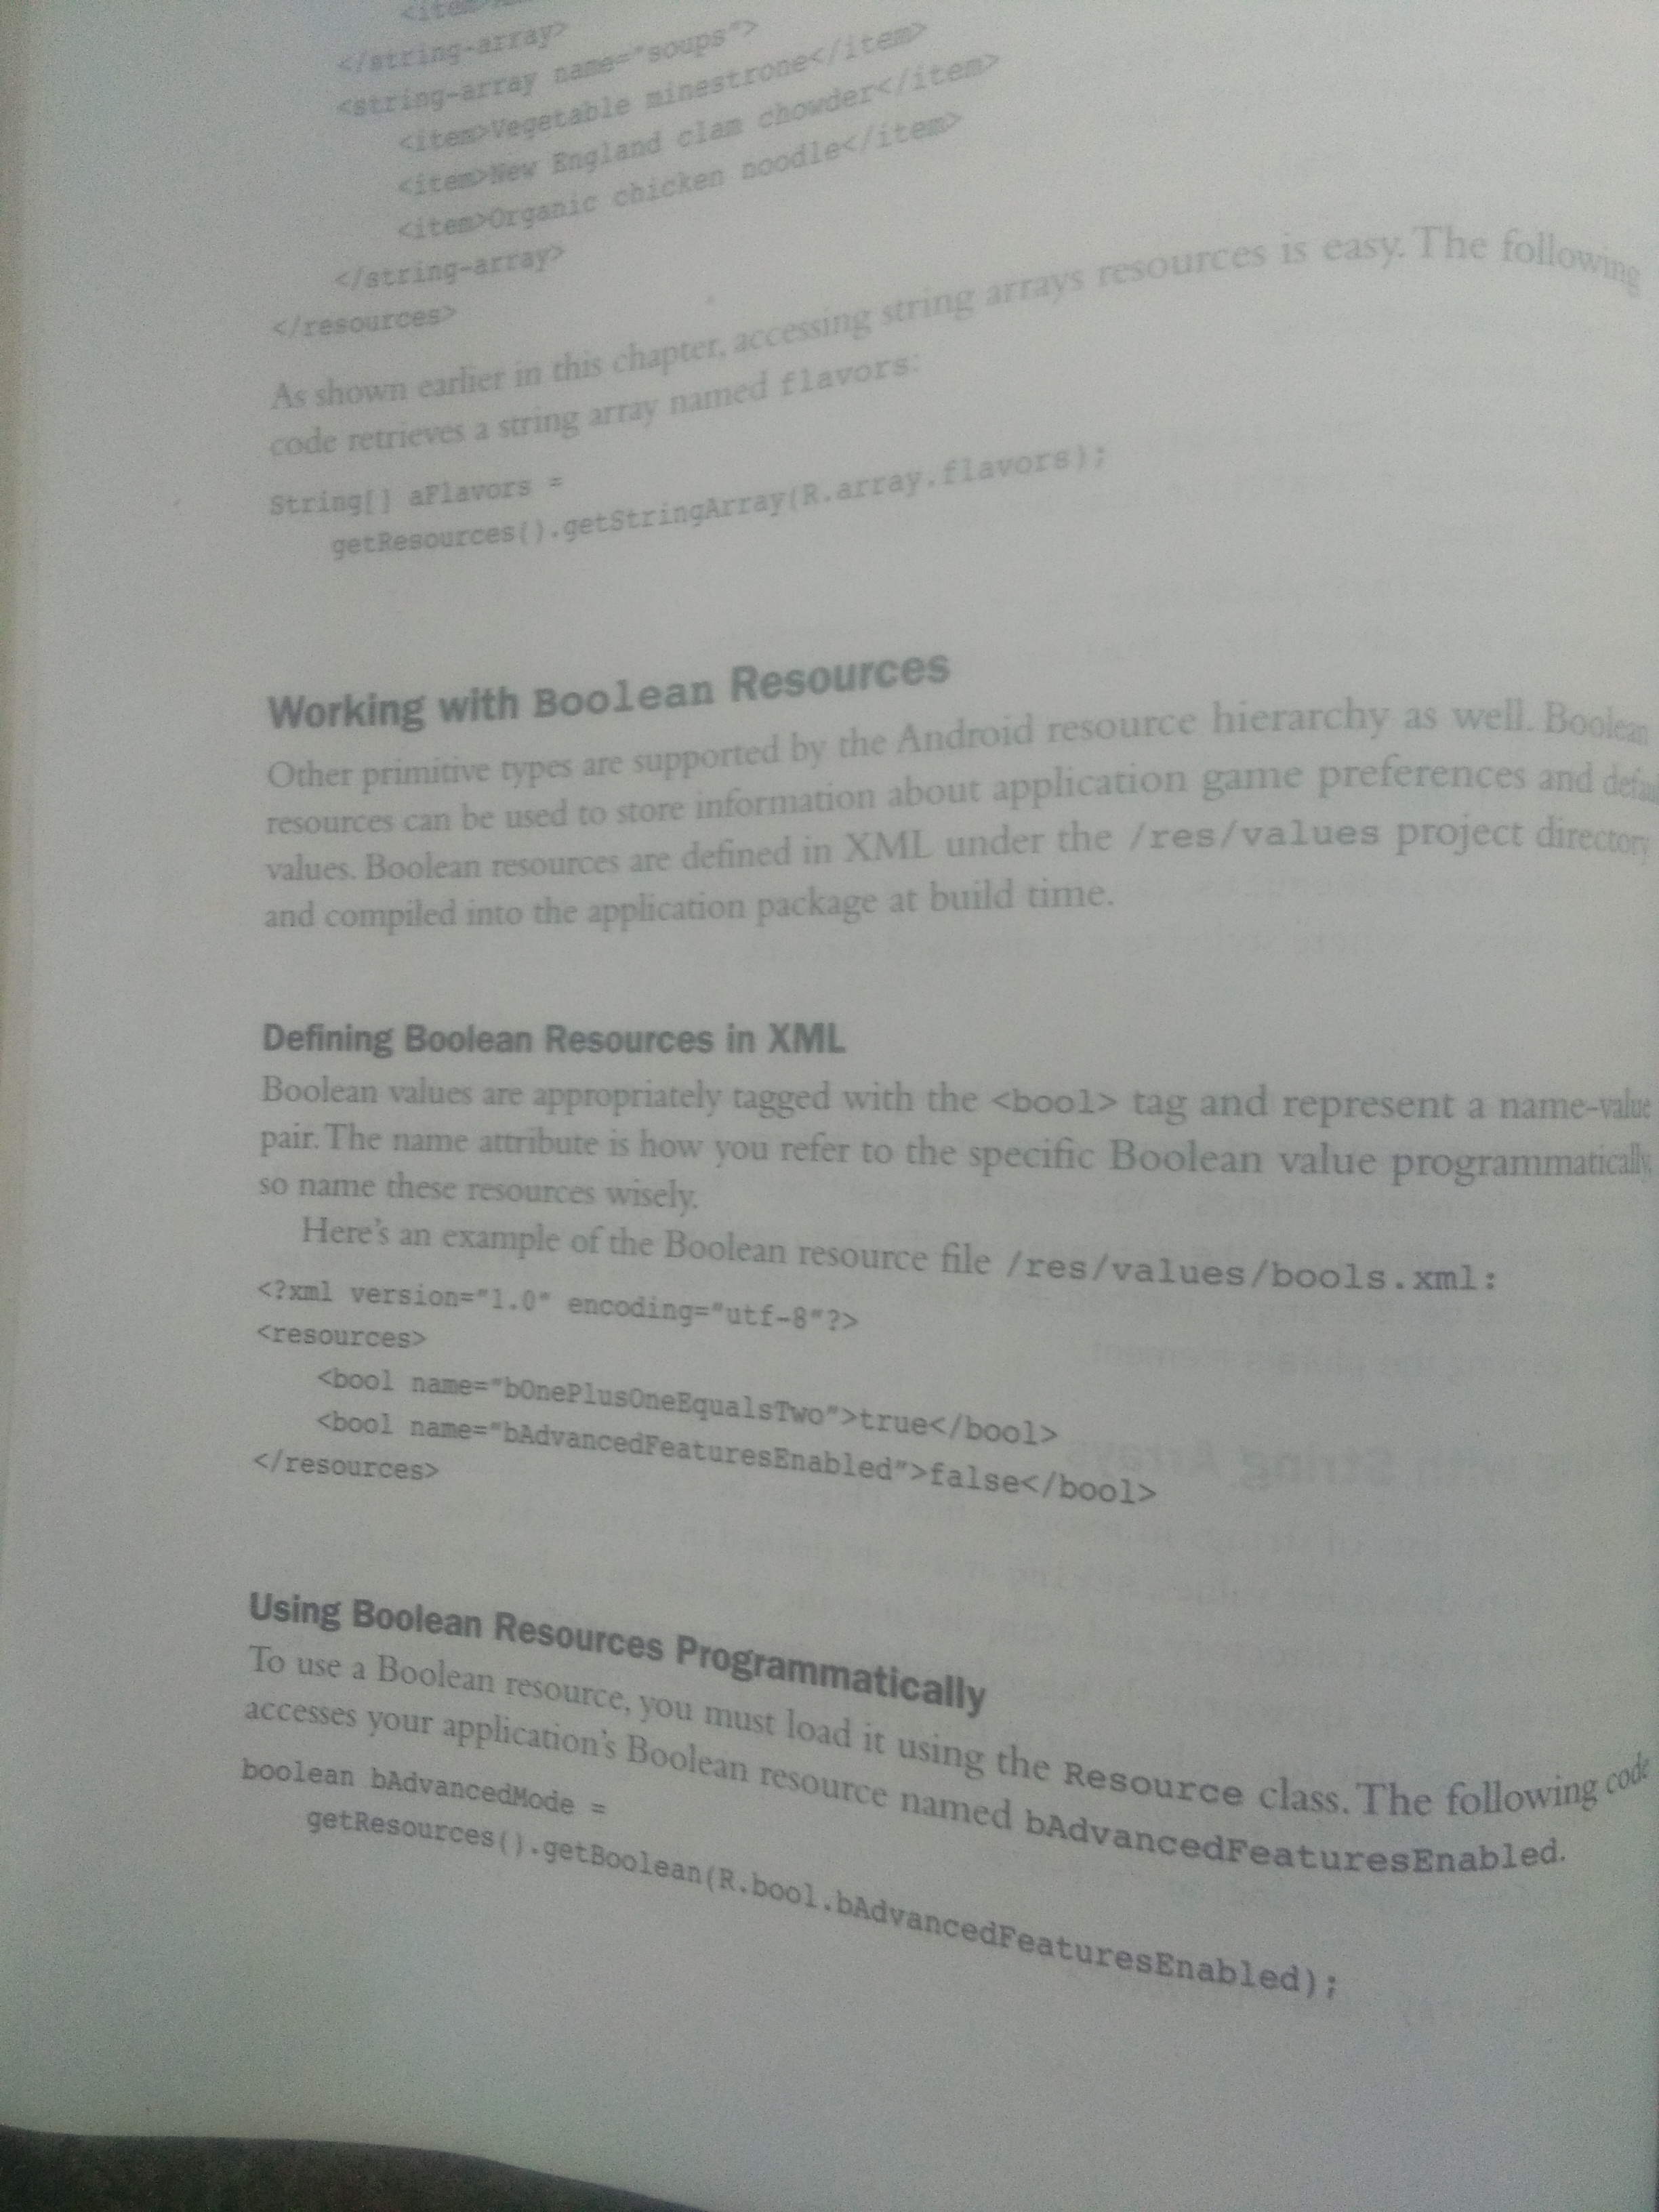 <item>
</string-array>
<string-array name="soups">
<item>Vegetable minestrone</item>
<item>New England clam chowder</item>
<item>Organic chicken noodle</item>
</string-array>
</resources>
As shown earlier in this chapter, accessing string arrays resources is easy. The following
code retrieves a string array named flavors:
String[] aFlavors =
getResources().getStringArray(R.array.flavors);
Working with Boolean Resources
Other primitive types are supported by the Android resource hierarchy as well. Boolean
resources can be used to store information about application game preferences and defau
values. Boolean resources are defined in XML under the /res/values project directory
and compiled into the application package at build time.
Defining Boolean Resources in XML
Boolean values are appropriately tagged with the <bool> tag and represent a name-value
pair. The name attribute is how you refer to the specific Boolean value programmatically,
so name these resources wisely.
Here's an example of the Boolean resource file /res/values/bools.xml:
<?xml version="1.0" encoding="utf-8"?>
<resources>
<bool name="bOnePlusOneEqualsTwo">true</bool>
<bool name="bAdvancedFeaturesEnabled">false</bool>
</resources>
Using Boolean Resources Programmatically
To use a Boolean resource, you must load it using the Resource class. The following code
accesses your application's Boolean resource named bAdvancedFeaturesEnabled.
boolean bAdvancedMode =
getResources().getBoolean(R.bool.bAdvancedFeaturesEnabled);